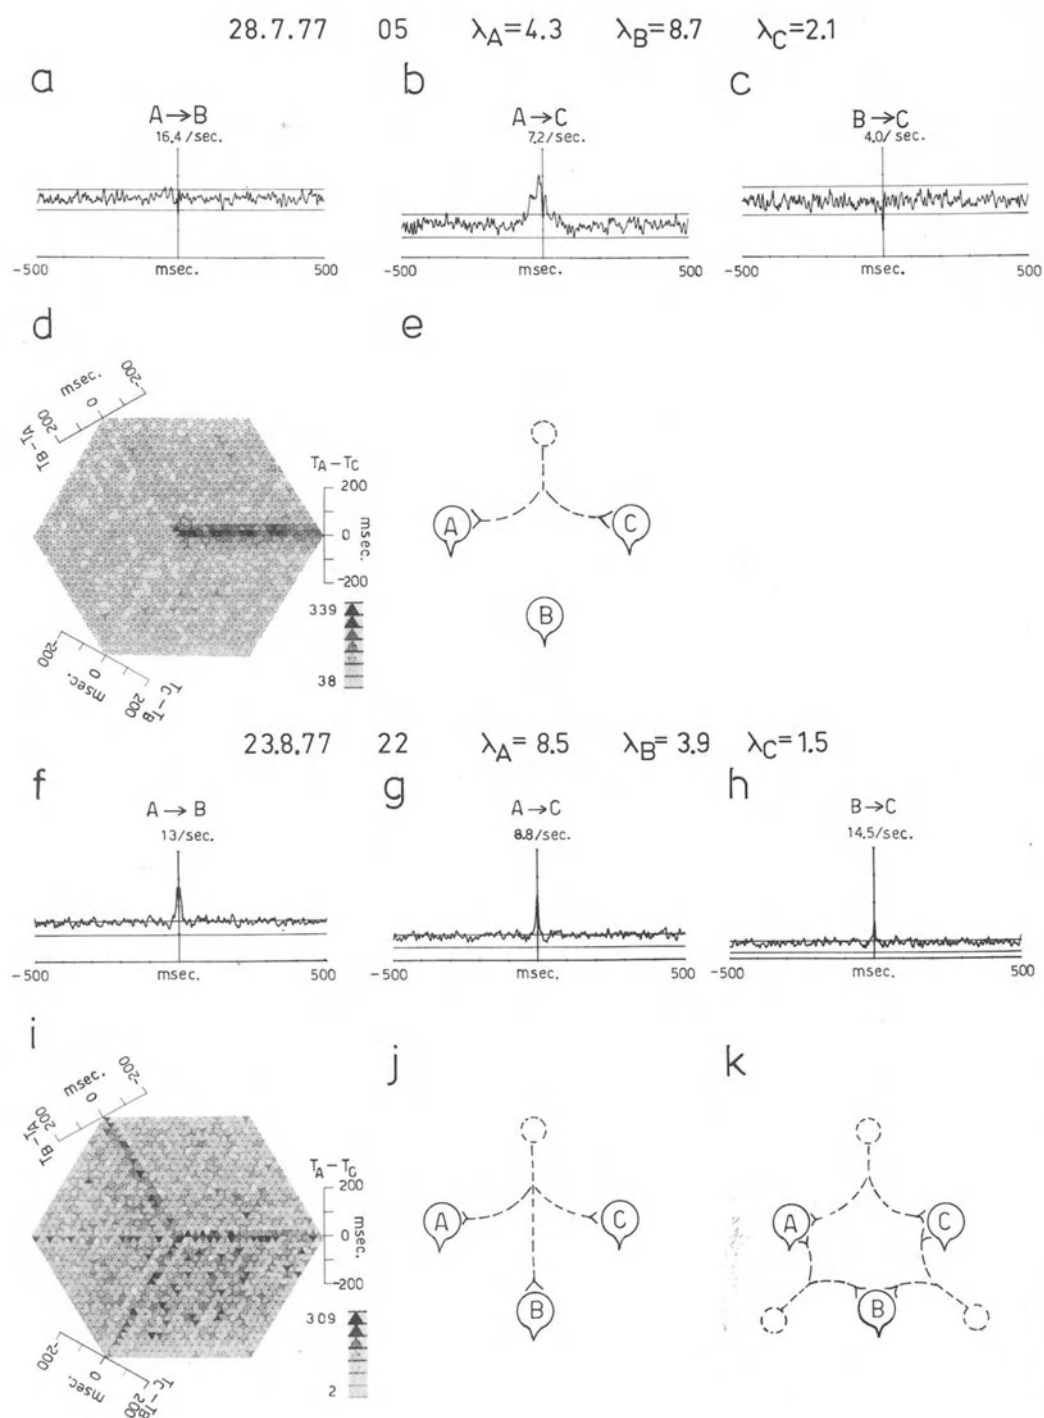 28.7.77 05 λA=4.3 λB=8.7 λC=2.1
a b c
A→B A→C B→C
16.4/sec. 7.2/sec. 4.0/sec.
-500 msec. 500 -500 msec. 500 -500 msec. 500
d e
TB-TA
msec.
200 0 -200
TA-TC
200
0
-200
msec.
339
38
-200 0 200
msec.
TC-TB
A C
B
23.8.77 22 λA=8.5 λB=3.9 λC=1.5
f g h
A→B A→C B→C
13/sec. 8.8/sec. 14.5/sec.
-500 msec. 500 -500 msec. 500 -500 msec. 500
i j k
TB-TA
msec.
200 0 -200
TA-TC
200
0
-200
msec.
309
2
-200 0 200
msec.
TC-TB
A C
B
A C
B